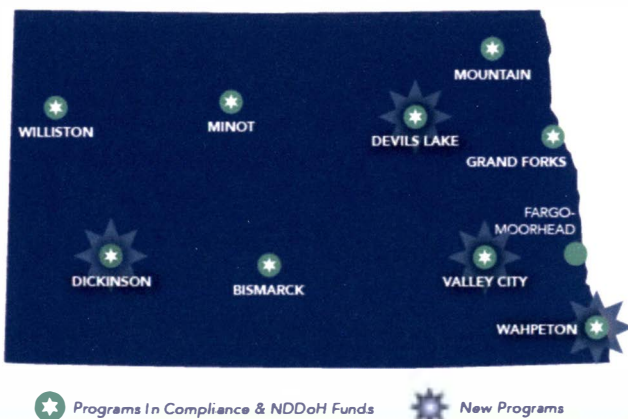 MOUNTAIN
WILLISTON
MINOT
DEVILS LAKE
GRAND FORKS
FARGO-
MOORHEAD
DICKINSON
BISMARCK
VALLEY CITY
WAHPETON
Programs In Compliance & NDDoH Funds
New Programs